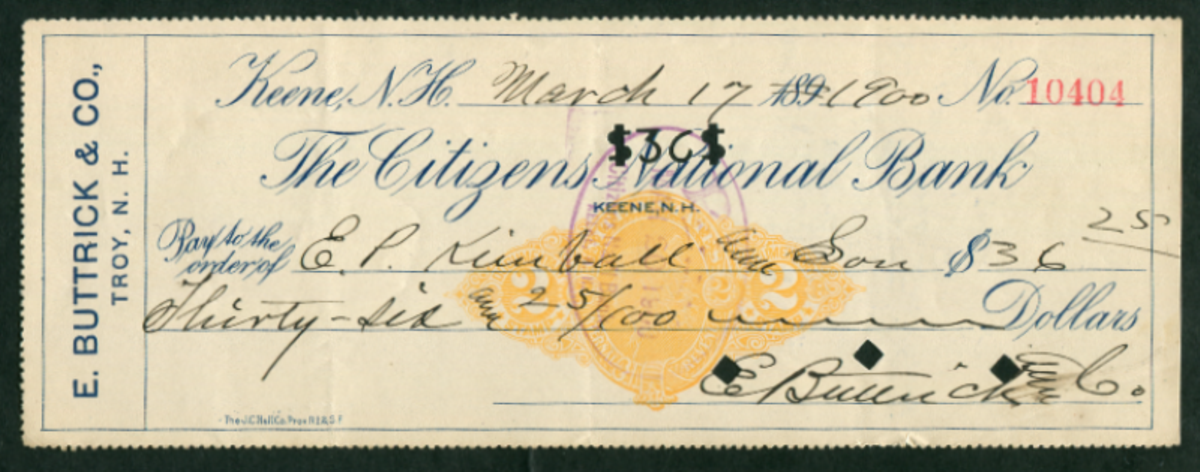 E. BUTTRICK & CO.,
TROY, N. H.
Keene, N.H. March 17 189 1900 No. 10404
$36$
The Citizens National Bank
KEENE, N.H.
Pay to the order of E. P. Kimball and Son $36 25
Thirty-six and 25/100 Dollars
E Buttrick & Co.